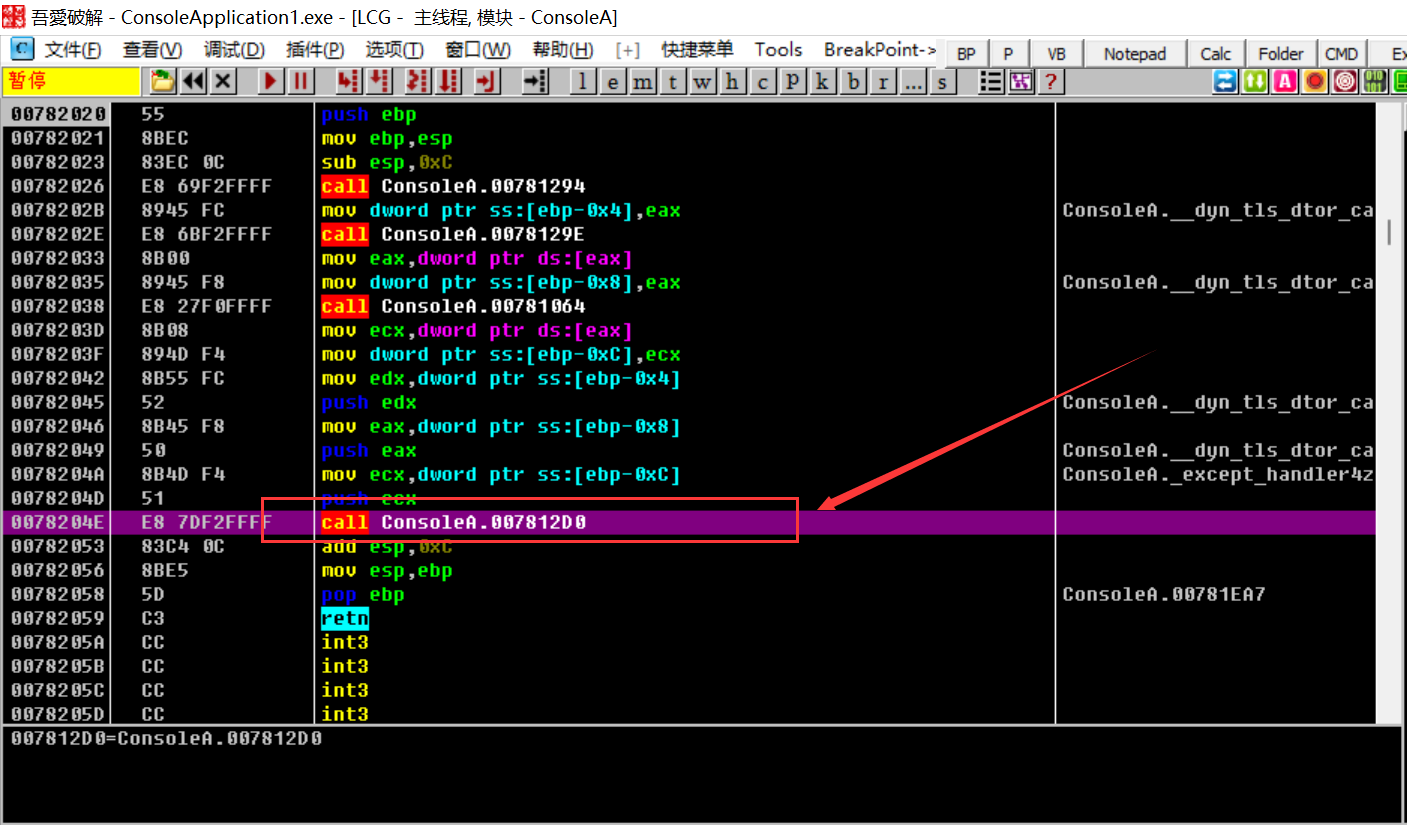 吾愛破解 - ConsoleApplication1.exe - [LCG - 主线程, 模块 - ConsoleA]
C 文件(F) 查看(V) 调试(D) 插件(P) 选项(T) 窗口(W) 帮助(H) [+] 快捷菜单 Tools BreakPoint-> BP P VB Notepad Calc Folder CMD Ex
暂停 l e m t w h c P k b r ... s ? A
00782020 55 push ebp
00782021 8BEC mov ebp,esp
00782023 83EC 0C sub esp,0xC
00782026 E8 69F2FFFF call ConsoleA.00781294
0078202B 8945 FC mov dword ptr ss:[ebp-0x4],eax ConsoleA.__dyn_tls_dtor_ca
0078202E E8 6BF2FFFF call ConsoleA.0078129E
00782033 8B00 mov eax,dword ptr ds:[eax]
00782035 8945 F8 mov dword ptr ss:[ebp-0x8],eax ConsoleA.__dyn_tls_dtor_ca
00782038 E8 27F0FFFF call ConsoleA.00781064
0078203D 8B08 mov ecx,dword ptr ds:[eax]
0078203F 894D F4 mov dword ptr ss:[ebp-0xC],ecx
00782042 8B55 FC mov edx,dword ptr ss:[ebp-0x4]
00782045 52 push edx ConsoleA.__dyn_tls_dtor_ca
00782046 8B45 F8 mov eax,dword ptr ss:[ebp-0x8]
00782049 50 push eax ConsoleA.__dyn_tls_dtor_ca
0078204A 8B4D F4 mov ecx,dword ptr ss:[ebp-0xC] ConsoleA._except_handler4z
0078204D 51 push ecx
0078204E E8 7DF2FFFF call ConsoleA.007812D0
00782053 83C4 0C add esp,0xC
00782056 8BE5 mov esp,ebp
00782058 5D pop ebp ConsoleA.00781EA7
00782059 C3 retn
0078205A CC int3
0078205B CC int3
0078205C CC int3
0078205D CC int3
007812D0=ConsoleA.007812D0